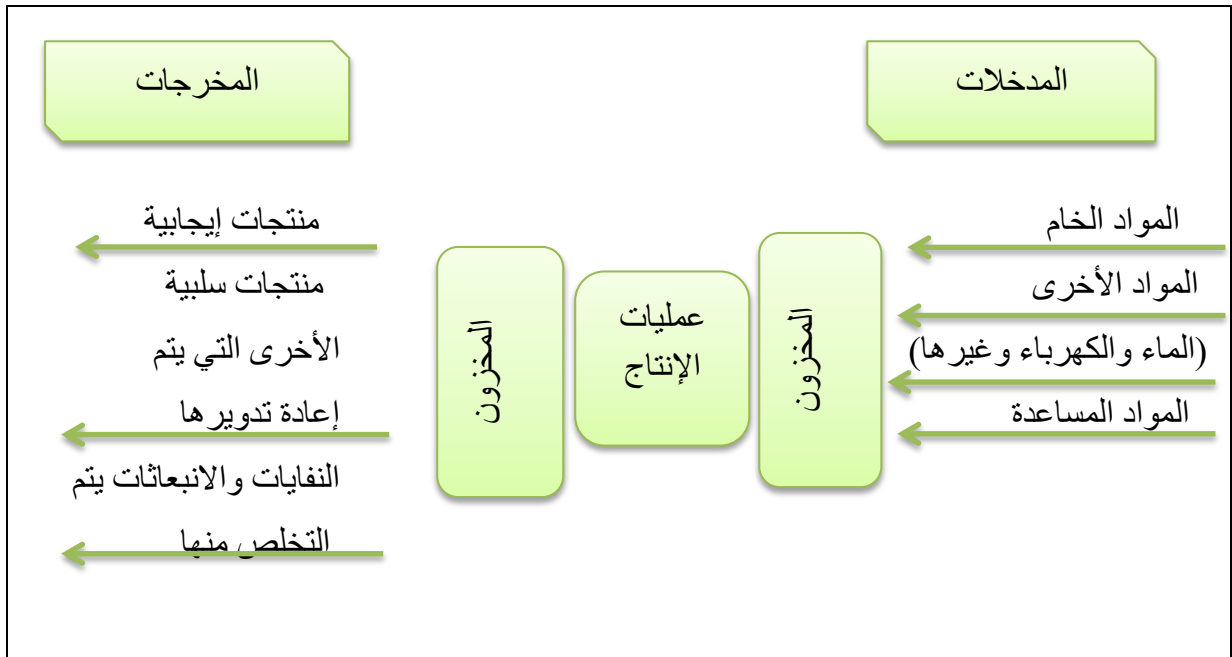 المدخلات
المواد الخام
المواد الأخرى
(الماء والكهرباء وغيرها)
المواد المساعدة
المخزون
عمليات
الإنتاج
المخزون
المخرجات
منتجات إيجابية
منتجات سلبية
الأخرى التي يتم
إعادة تدويرها
النفايات والانبعاثات يتم
التخلص منها